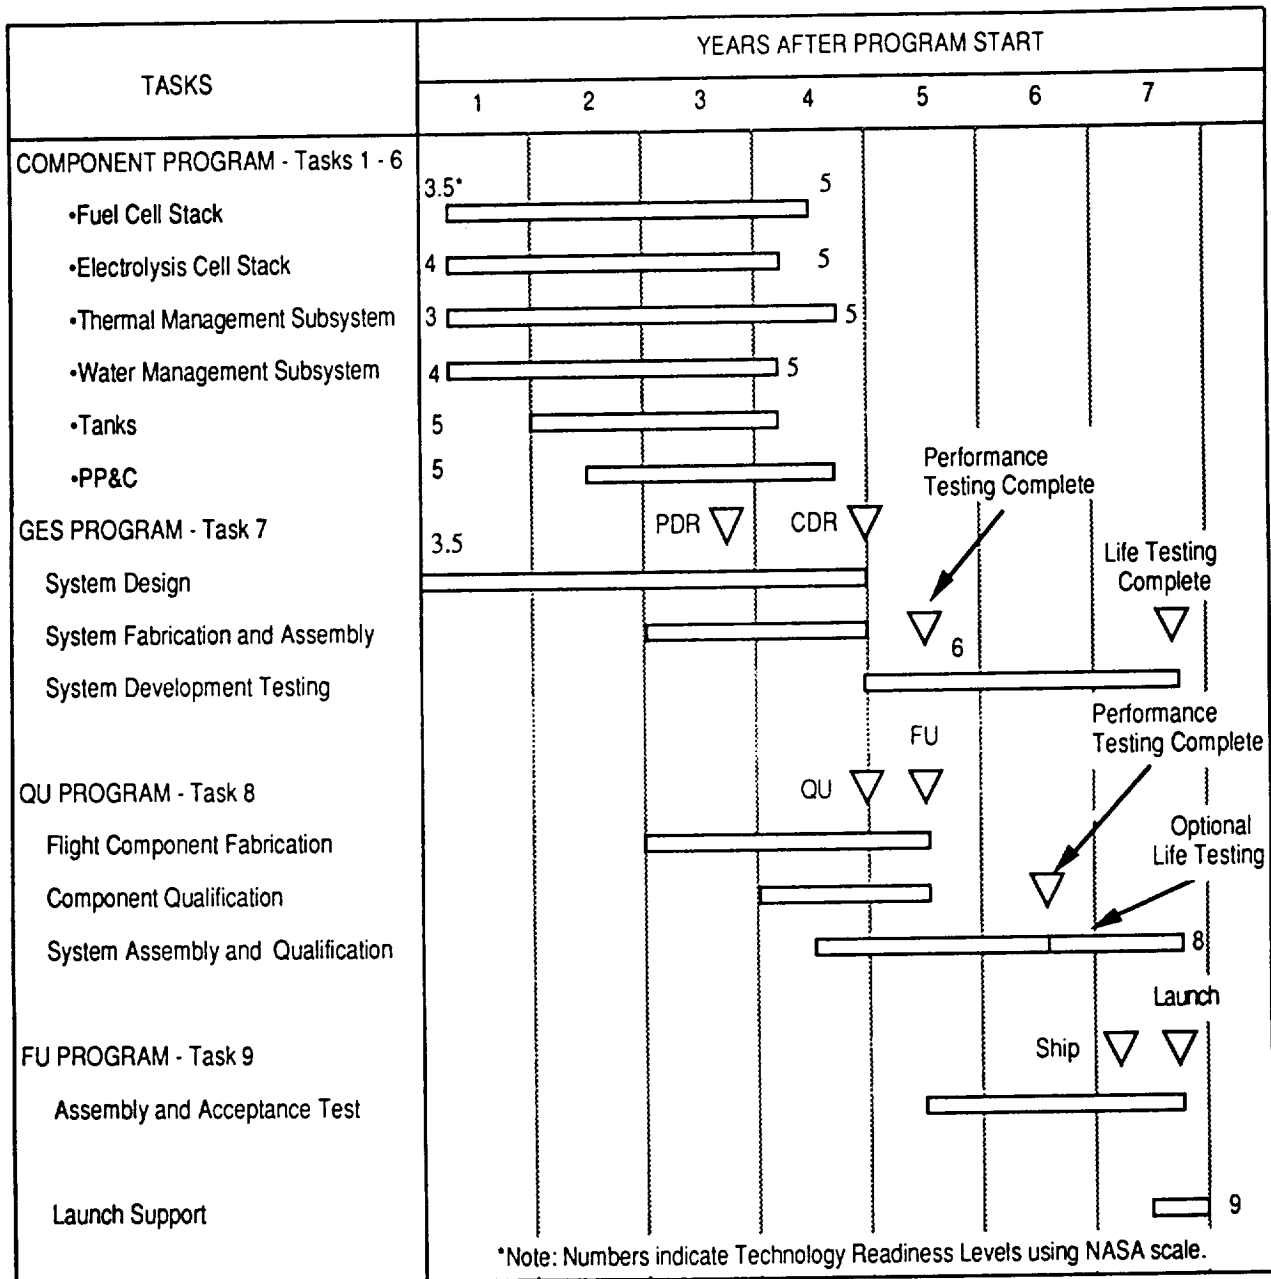 YEARS AFTER PROGRAM START
TASKS
1 2 3 4 5 6 7
COMPONENT PROGRAM - Tasks 1 - 6
3.5* 5
•Fuel Cell Stack
•Electrolysis Cell Stack 4 5
•Thermal Management Subsystem 3 5
•Water Management Subsystem 4 5
•Tanks 5
•PP&C 5
Performance
Testing Complete
GES PROGRAM - Task 7 PDR CDR
3.5
Life Testing
Complete
System Design
System Fabrication and Assembly
6
System Development Testing
Performance
Testing Complete
FU
QU PROGRAM - Task 8 QU
Optional
Life Testing
Flight Component Fabrication
Component Qualification
System Assembly and Qualification 8
Launch
FU PROGRAM - Task 9 Ship
Assembly and Acceptance Test
Launch Support 9
*Note: Numbers indicate Technology Readiness Levels using NASA scale.